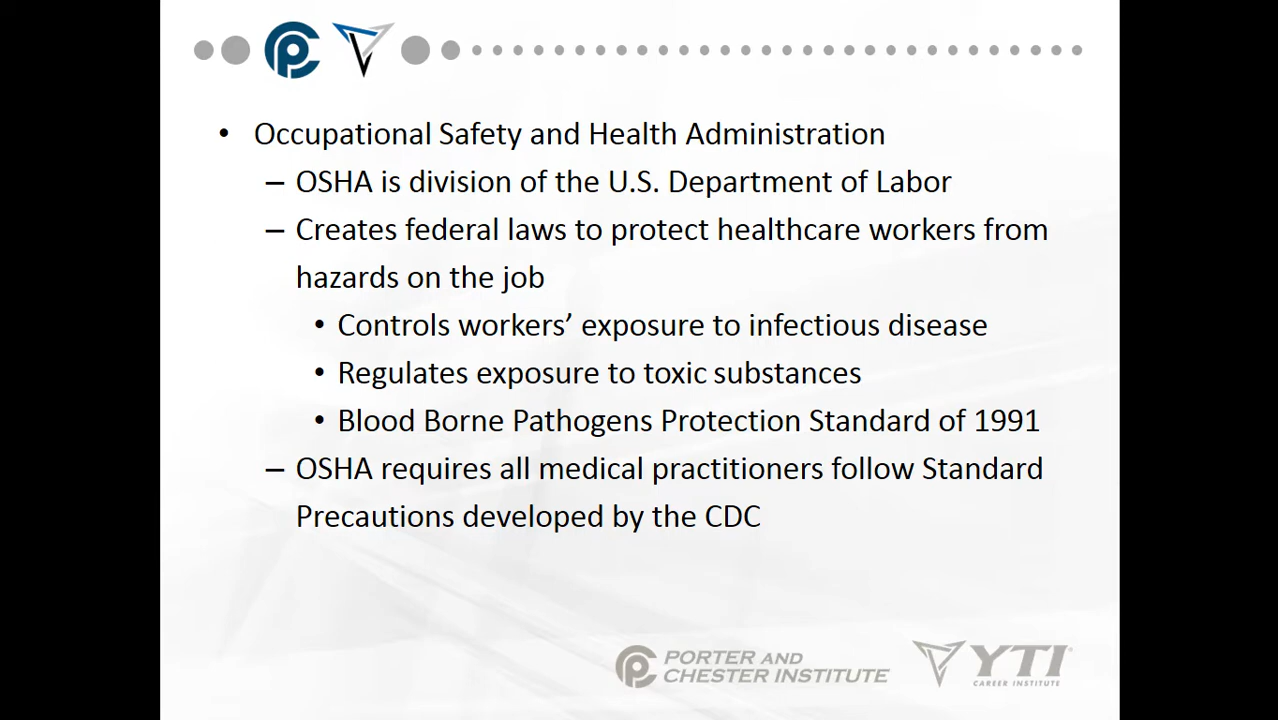 • Occupational Safety and Health Administration
– OSHA is division of the U.S. Department of Labor
– Creates federal laws to protect healthcare workers from
hazards on the job
• Controls workers’ exposure to infectious disease
• Regulates exposure to toxic substances
• Blood Borne Pathogens Protection Standard of 1991
– OSHA requires all medical practitioners follow Standard
Precautions developed by the CDC
PORTER AND
CHESTER INSTITUTE
YTI
CAREER INSTITUTE